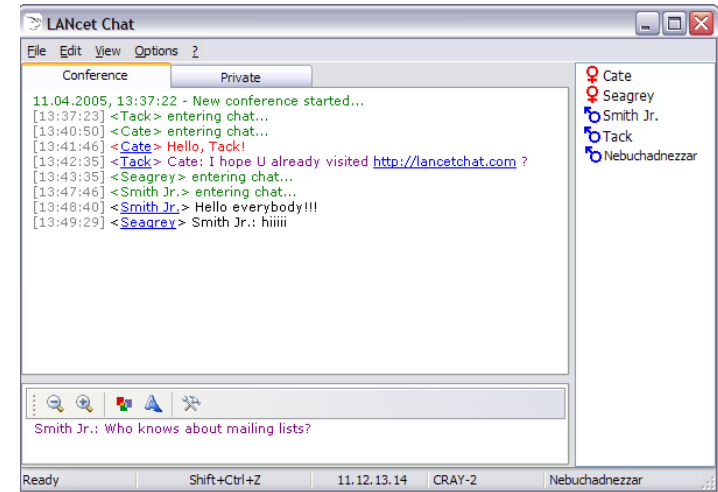 LANcet Chat
File Edit View Options ?
Conference Private
11.04.2005, 13:37:22 - New conference started...
[13:37:23] <Tack> entering chat...
[13:40:50] <Cate> entering chat...
[13:41:46] <Cate> Hello, Tack!
[13:42:35] <Tack> Cate: I hope U already visited http://lancetchat.com ?
[13:43:35] <Seagrey> entering chat...
[13:47:46] <Smith Jr.> entering chat...
[13:48:40] <Smith Jr.> Hello everybody!!!
[13:49:29] <Seagrey> Smith Jr.: hiiiii
Cate
Seagrey
Smith Jr.
Tack
Nebuchadnezzar
Smith Jr.: Who knows about mailing lists?
Ready Shift+Ctrl+Z 11.12.13.14 CRAY-2 Nebuchadnezzar